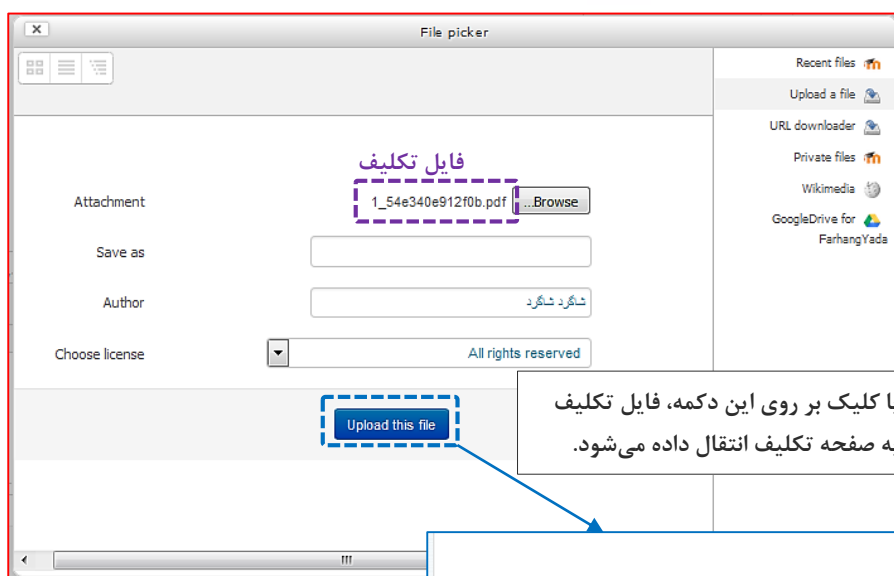 File picker
Recent files
Upload a file
URL downloader
Private files
Wikimedia
GoogleDrive for
FarhangYada
فایل تکلیف
Attachment
1_54e340e912f0b.pdf
...Browse
Save as
Author
شاگرد شاگرد
Choose license
All rights reserved
با کلیک بر روی این دکمه، فایل تکلیف
به صفحه تکلیف انتقال داده می‌شود.
Upload this file